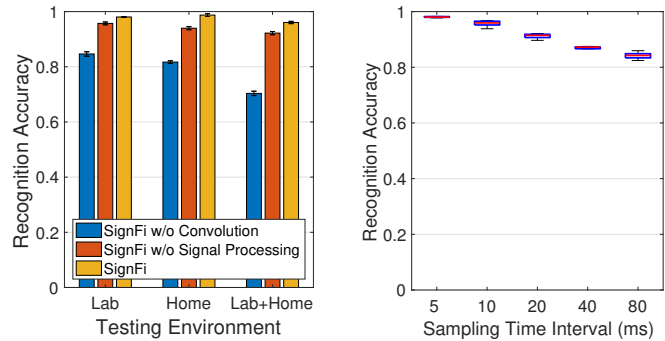 Recognition Accuracy
1
0.8
0.6
0.4
0.2
0
SignFi w/o Convolution
SignFi w/o Signal Processing
SignFi
Lab Home Lab+Home
Testing Environment
Recognition Accuracy
1
0.8
0.6
0.4
0.2
0
5 10 20 40 80
Sampling Time Interval (ms)